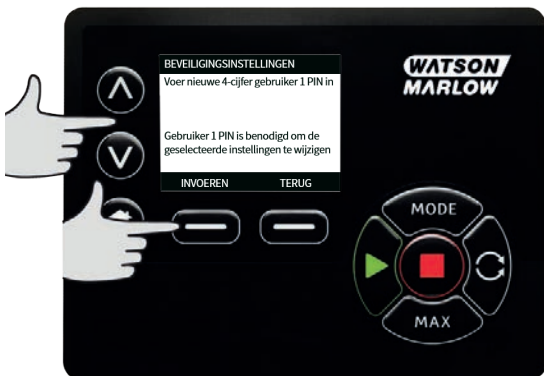 BEVEILIGINGSINSTELLINGEN
Voer nieuwe 4-cijfer gebruiker 1 PIN in
Gebruiker 1 PIN is benodigd om de
geselecteerde instellingen te wijzigen
INVOEREN TERUG
WATSON
MARLOW
MODE
MAX